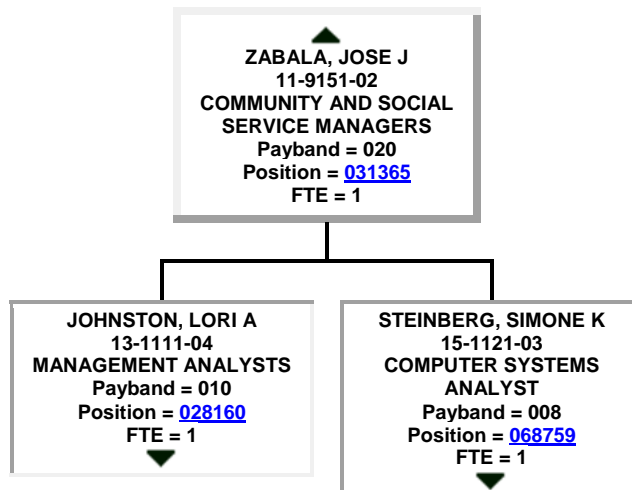 ZABALA, JOSE J
11-9151-02
COMMUNITY AND SOCIAL
SERVICE MANAGERS
Payband = 020
Position = 031365
FTE = 1
JOHNSTON, LORI A
13-1111-04
MANAGEMENT ANALYSTS
Payband = 010
Position = 028160
FTE = 1
STEINBERG, SIMONE K
15-1121-03
COMPUTER SYSTEMS
ANALYST
Payband = 008
Position = 068759
FTE = 1